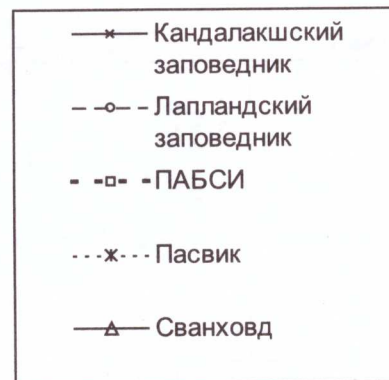 Кандалакшский
заповедник
Лапландский
заповедник
ПАБСИ
Пасвик
Сванховд